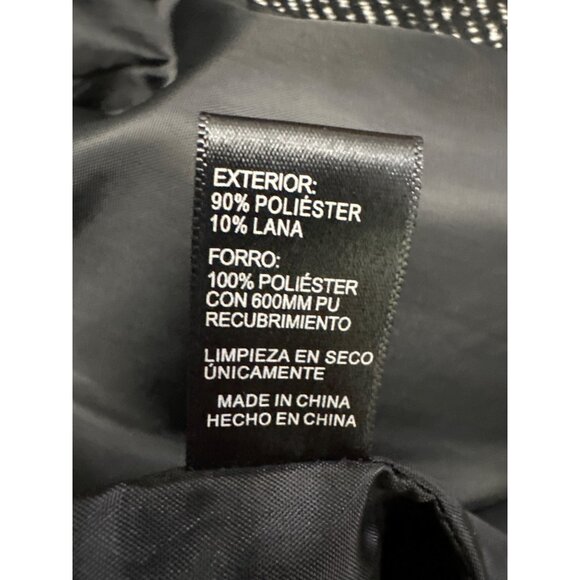 EXTERIOR:
90% POLIÉSTER
10% LANA
FORRO:
100% POLIÉSTER
CON 600MM PU
RECUBRIMIENTO
LIMPIEZA EN SECO
ÚNICAMENTE
MADE IN CHINA
HECHO EN CHINA